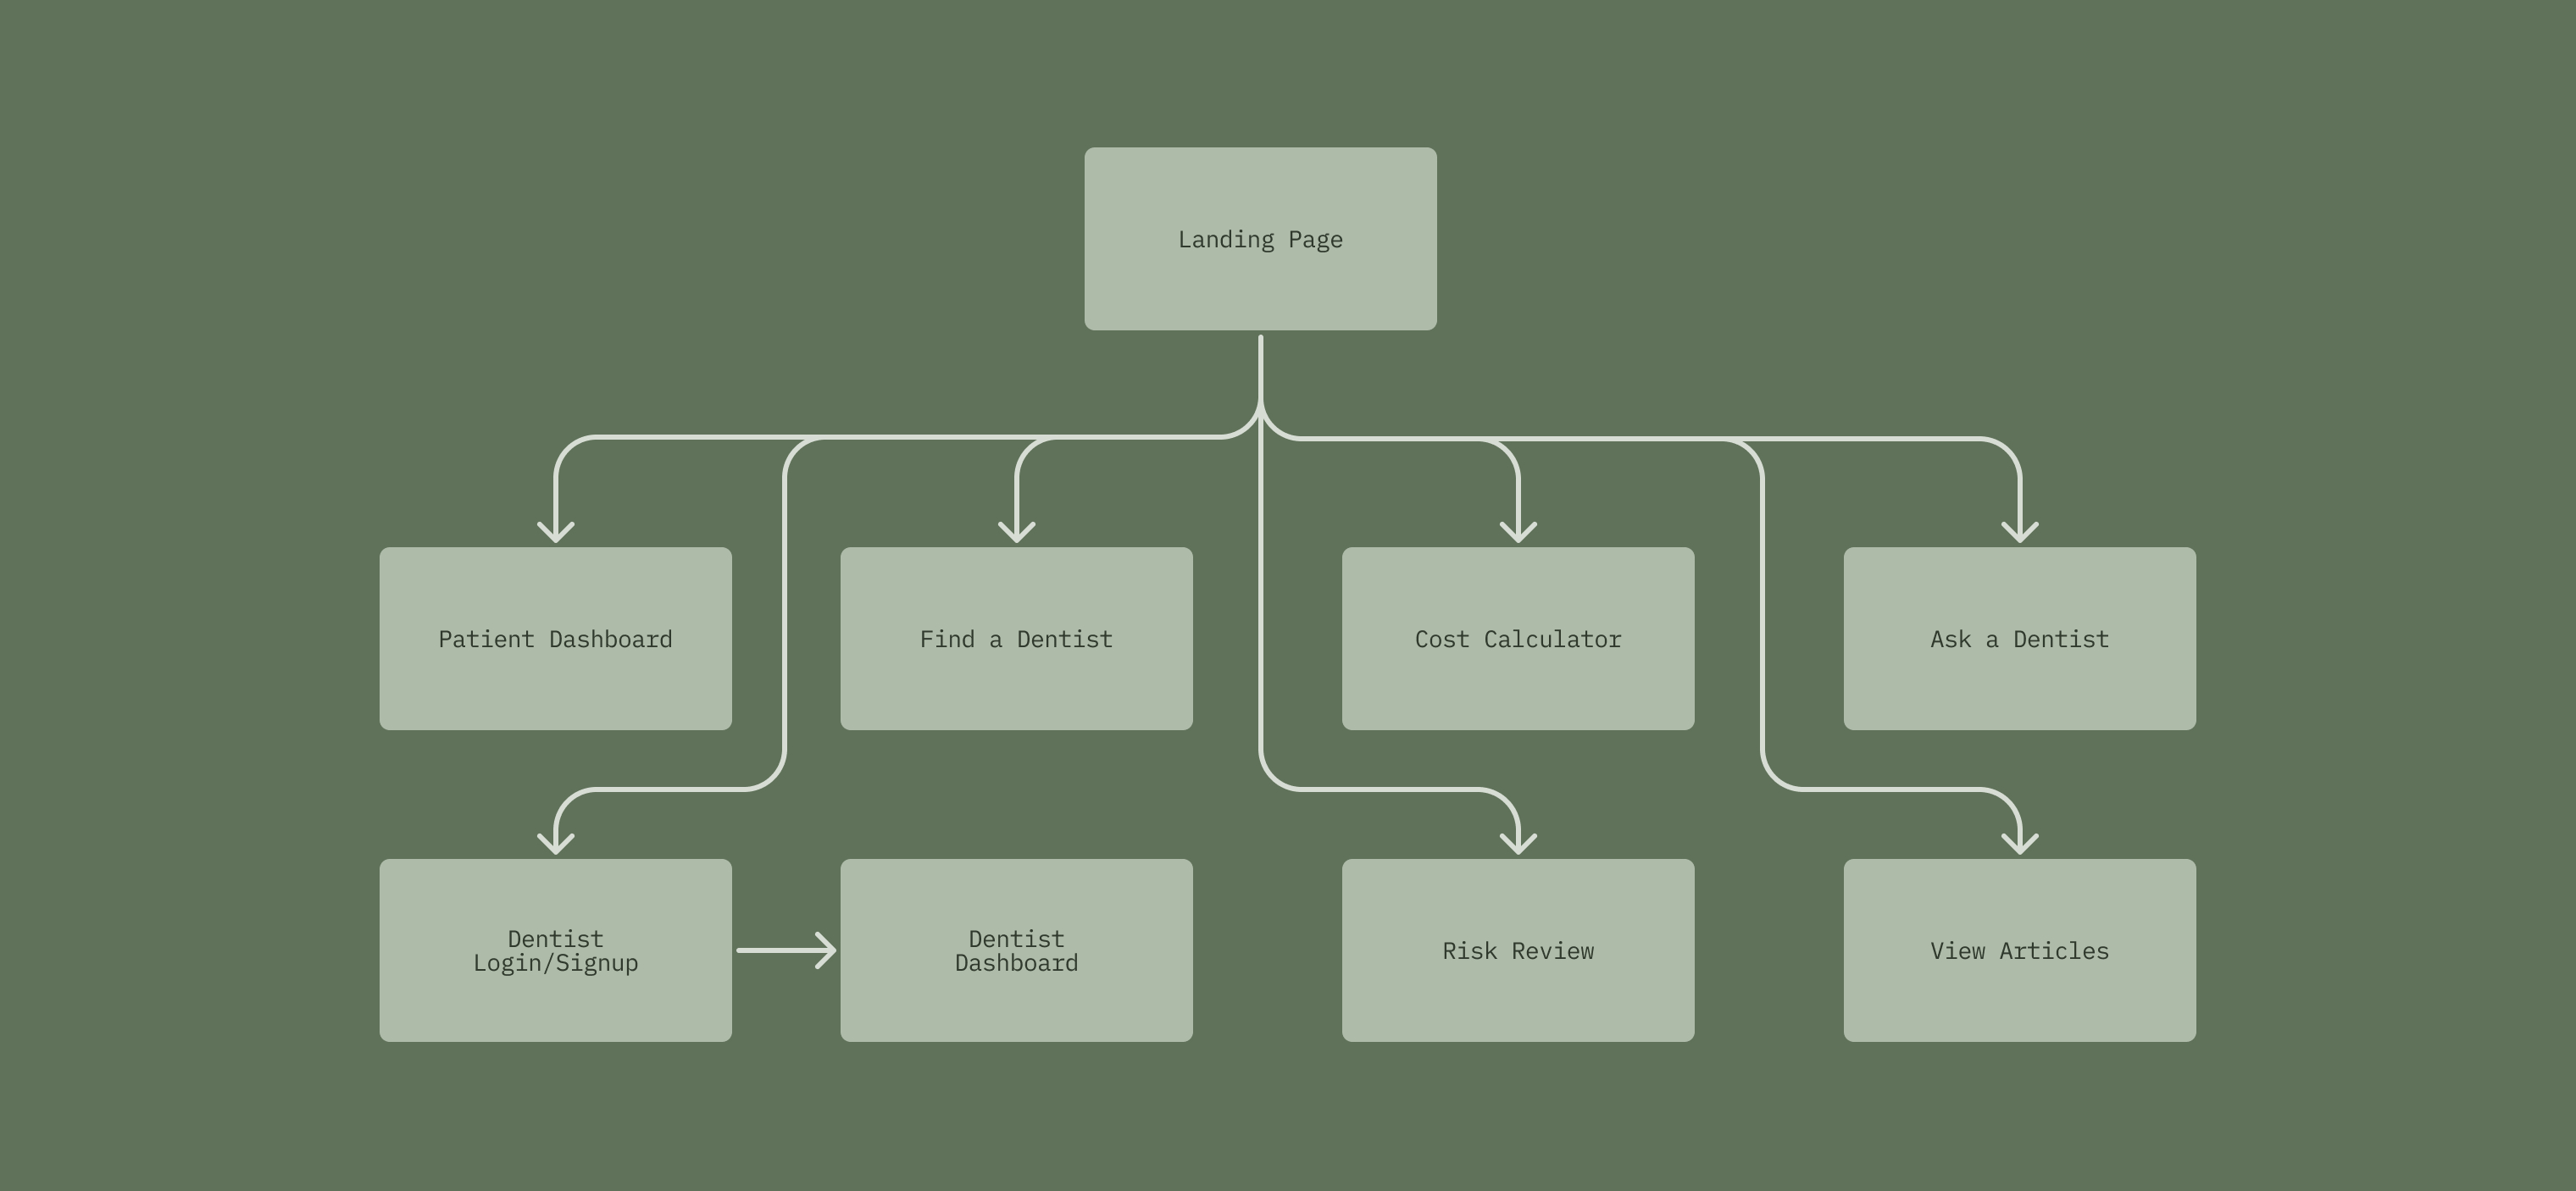 Landing Page
Patient Dashboard
Find a Dentist
Cost Calculator
Ask a Dentist
Dentist
Login/Signup
Dentist
Dashboard
Risk Review
View Articles